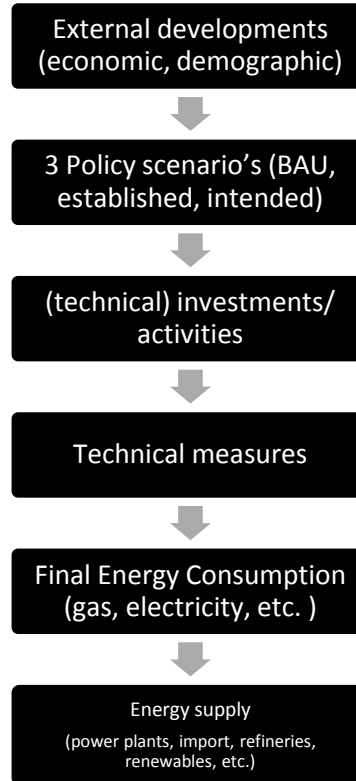 External developments
(economic, demographic)
3 Policy scenario's (BAU,
established, intended)
(technical) investments/
activities
Technical measures
Final Energy Consumption
(gas, electricity, etc. )
Energy supply
(power plants, import, refineries,
renewables, etc.)